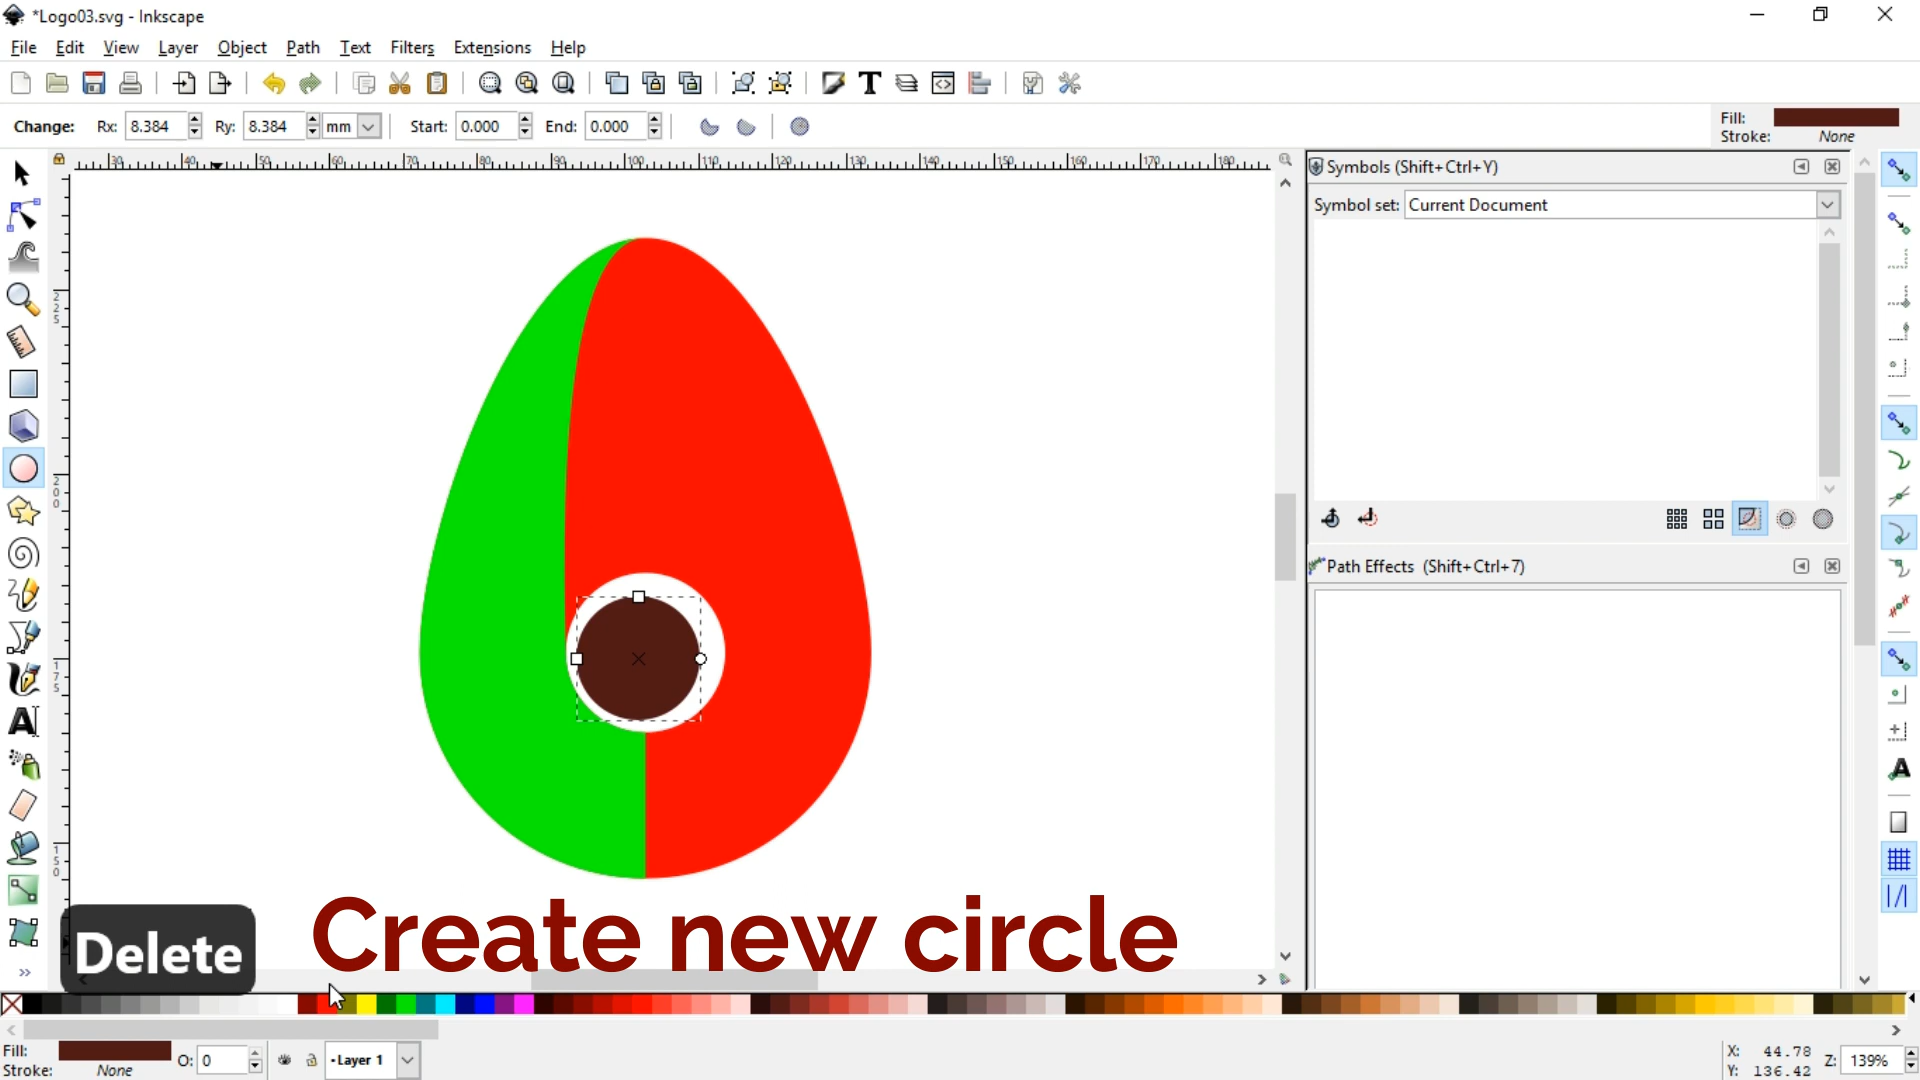 *Logo03.svg - Inkscape
File Edit View Layer Object Path Text Filters Extensions Help
Change: Rx: 8.384 Ry: 8.384 mm Start: 0.000 End: 0.000
Fill:
Stroke: None
Symbols (Shift+Ctrl+Y)
Symbol set: Current Document
Path Effects (Shift+Ctrl+7)
Delete
Create new circle
Fill:
Stroke: None
O: 0
•Layer 1
X: 44.78
Y: 136.42
Z: 139%